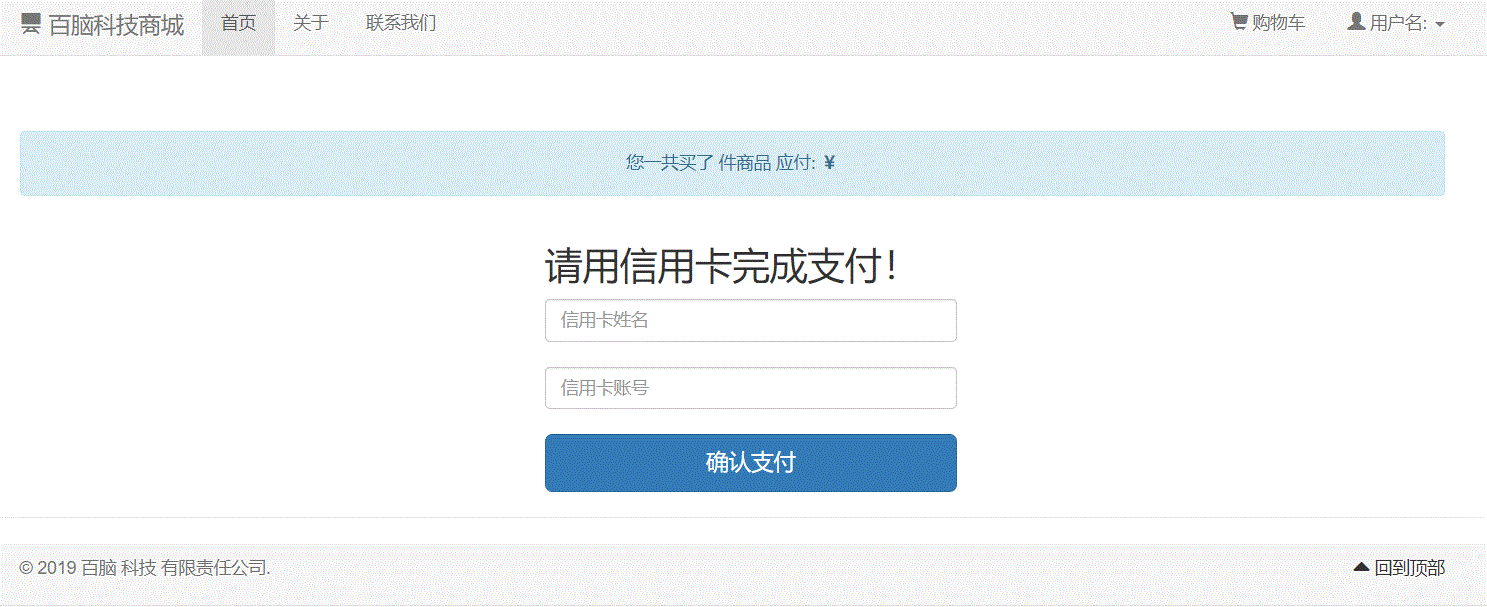 百脑科技商城 首页 关于 联系我们 购物车 用户名:
您一共买了 件商品 应付: ¥
请用信用卡完成支付！
信用卡姓名
信用卡账号
确认支付
© 2019 百脑 科技 有限责任公司. 回到顶部